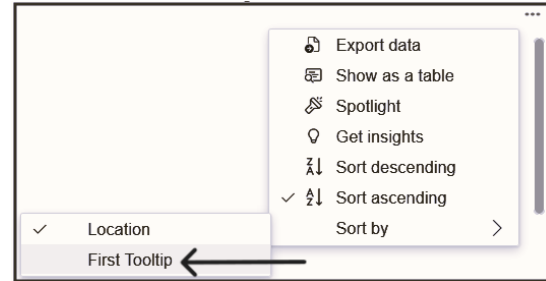 Export data
Show as a table
Spotlight
Get insights
Sort descending
Sort ascending
Sort by
Location
First Tooltip